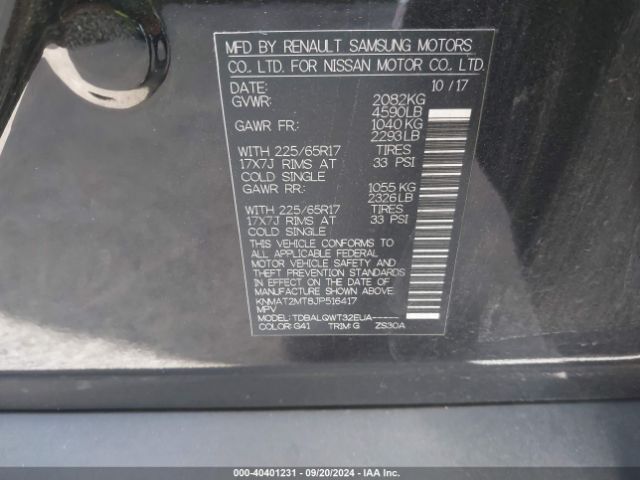 MFD BY RENAULT SAMSUNG MOTORS
CO., LTD. FOR NISSAN MOTOR CO., LTD.
DATE: 10/17
GVWR: 2082KG
4590LB
GAWR FR: 1040KG
2293LB
WITH 225/65R17 TIRES
17X7J RIMS AT 33 PSI
COLD SINGLE
GAWR RR: 1055KG
2326LB
WITH 225/65R17 TIRES
17X7J RIMS AT 33 PSI
COLD SINGLE
THIS VEHICLE CONFORMS TO
ALL APPLICABLE FEDERAL
MOTOR VEHICLE SAFETY AND
THEFT PREVENTION STANDARDS
IN EFFECT ON THE DATE OF
MANUFACTURE SHOWN ABOVE.
KNMAT2MT8JP516417
MPV
MODEL: TDBALQWT32EUA-----
COLOR: G41 TRIM: G ZS30A
000-40401231 - 09/20/2024 - IAA Inc.